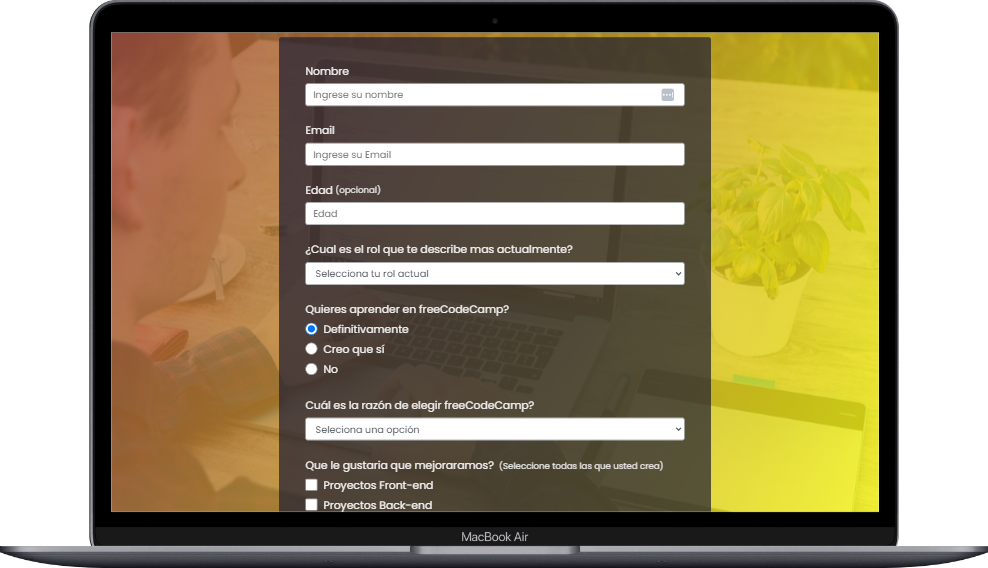 Nombre
Ingrese su nombre
Email
Ingrese su Email
Edad (opcional)
Edad
¿Cual es el rol que te describe mas actualmente?
Selecciona tu rol actual
Quieres aprender en freeCodeCamp?
Definitivamente
Creo que sí
No
Cuál es la razón de elegir freeCodeCamp?
Seleciona una opción
Que le gustaria que mejoraramos? (Seleccione todas las que usted crea)
Proyectos Front-end
Proyectos Back-end
MacBook Air